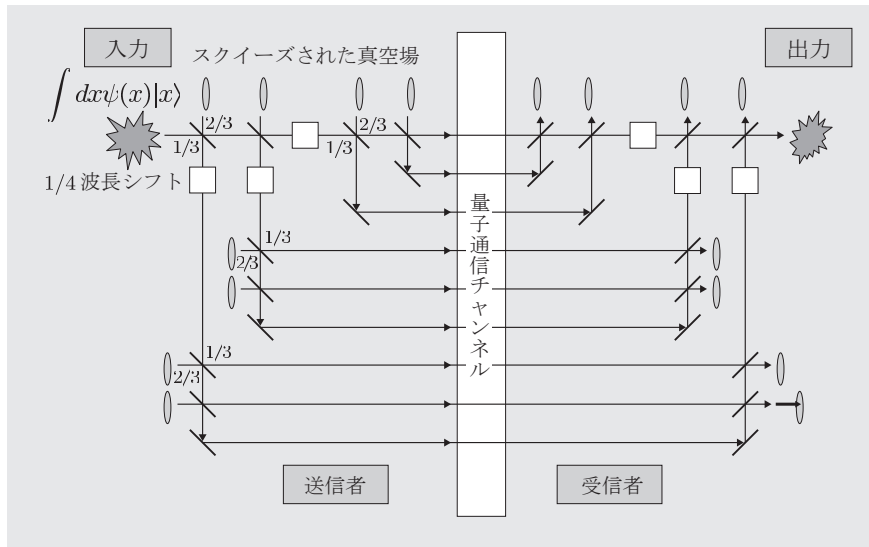 入力
スクイーズされた真空場
出力
∫ dxψ(x)|x⟩
2/3
1/3
2/3
1/3
1/4 波長シフト
量子通信チャンネル
1/3
2/3
1/3
2/3
送信者
受信者